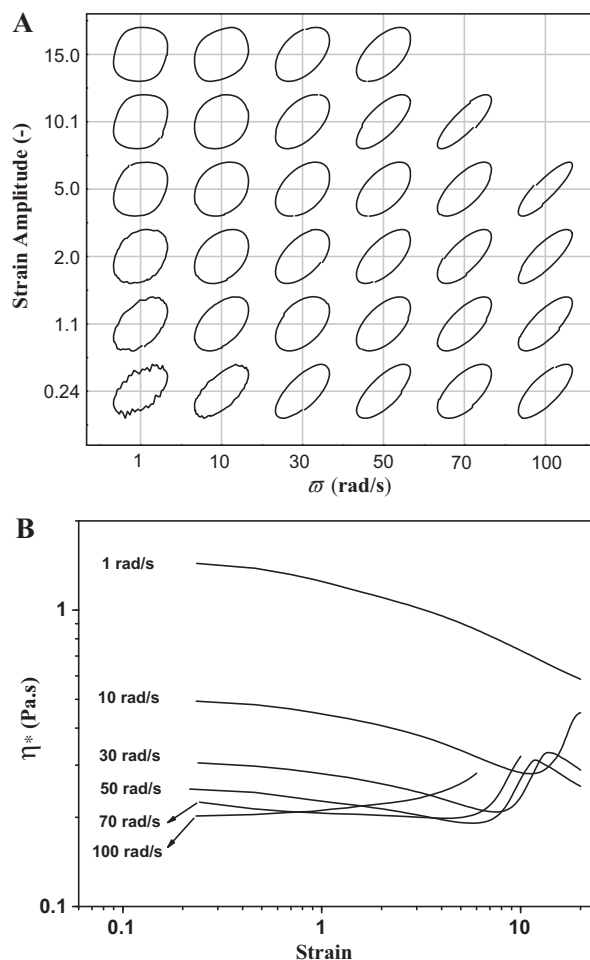 A
Strain Amplitude (-)
15.0
10.1
5.0
2.0
1.1
0.24
1 10 30 50 70 100
ϖ (rad/s)
B
η* (Pa.s)
1
0.1
1 rad/s
10 rad/s
30 rad/s
50 rad/s
70 rad/s
100 rad/s
0.1 1 10
Strain